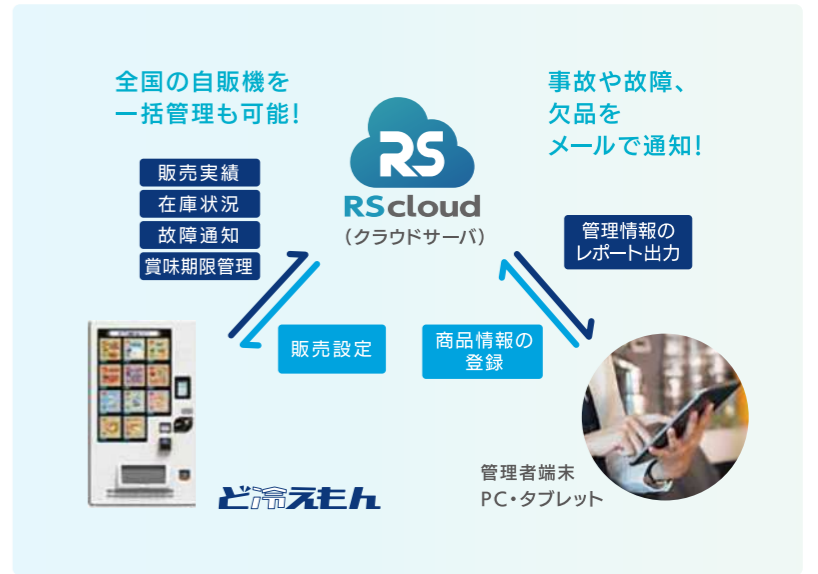 全国の自販機を
一括管理も可能！
事故や故障、
欠品を
メールで通知！
RS
RScloud
（クラウドサーバ）
販売実績
在庫状況
故障通知
賞味期限管理
管理情報の
レポート出力
販売設定
商品情報の
登録
ど冷えもん
管理者端末
PC・タブレット